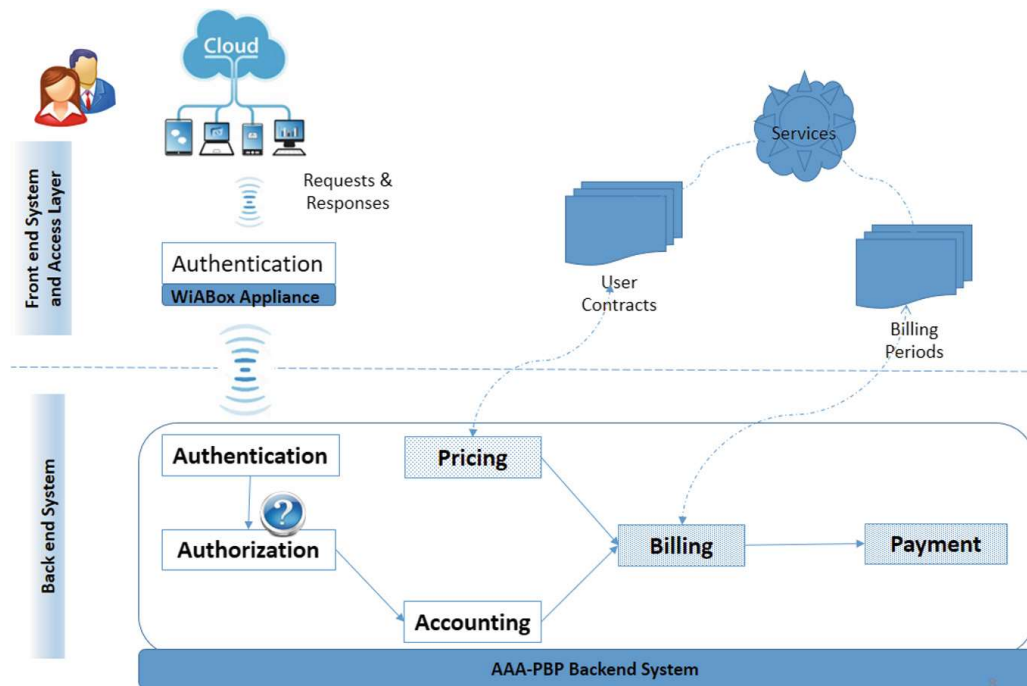 Cloud
Services
Requests &
Responses
Front end System
and Access Layer
Authentication
WiABox Appliance
User
Contracts
Billing
Periods
Back end System
Authentication
Pricing
?
Authorization
Billing
Payment
Accounting
AAA-PBP Backend System